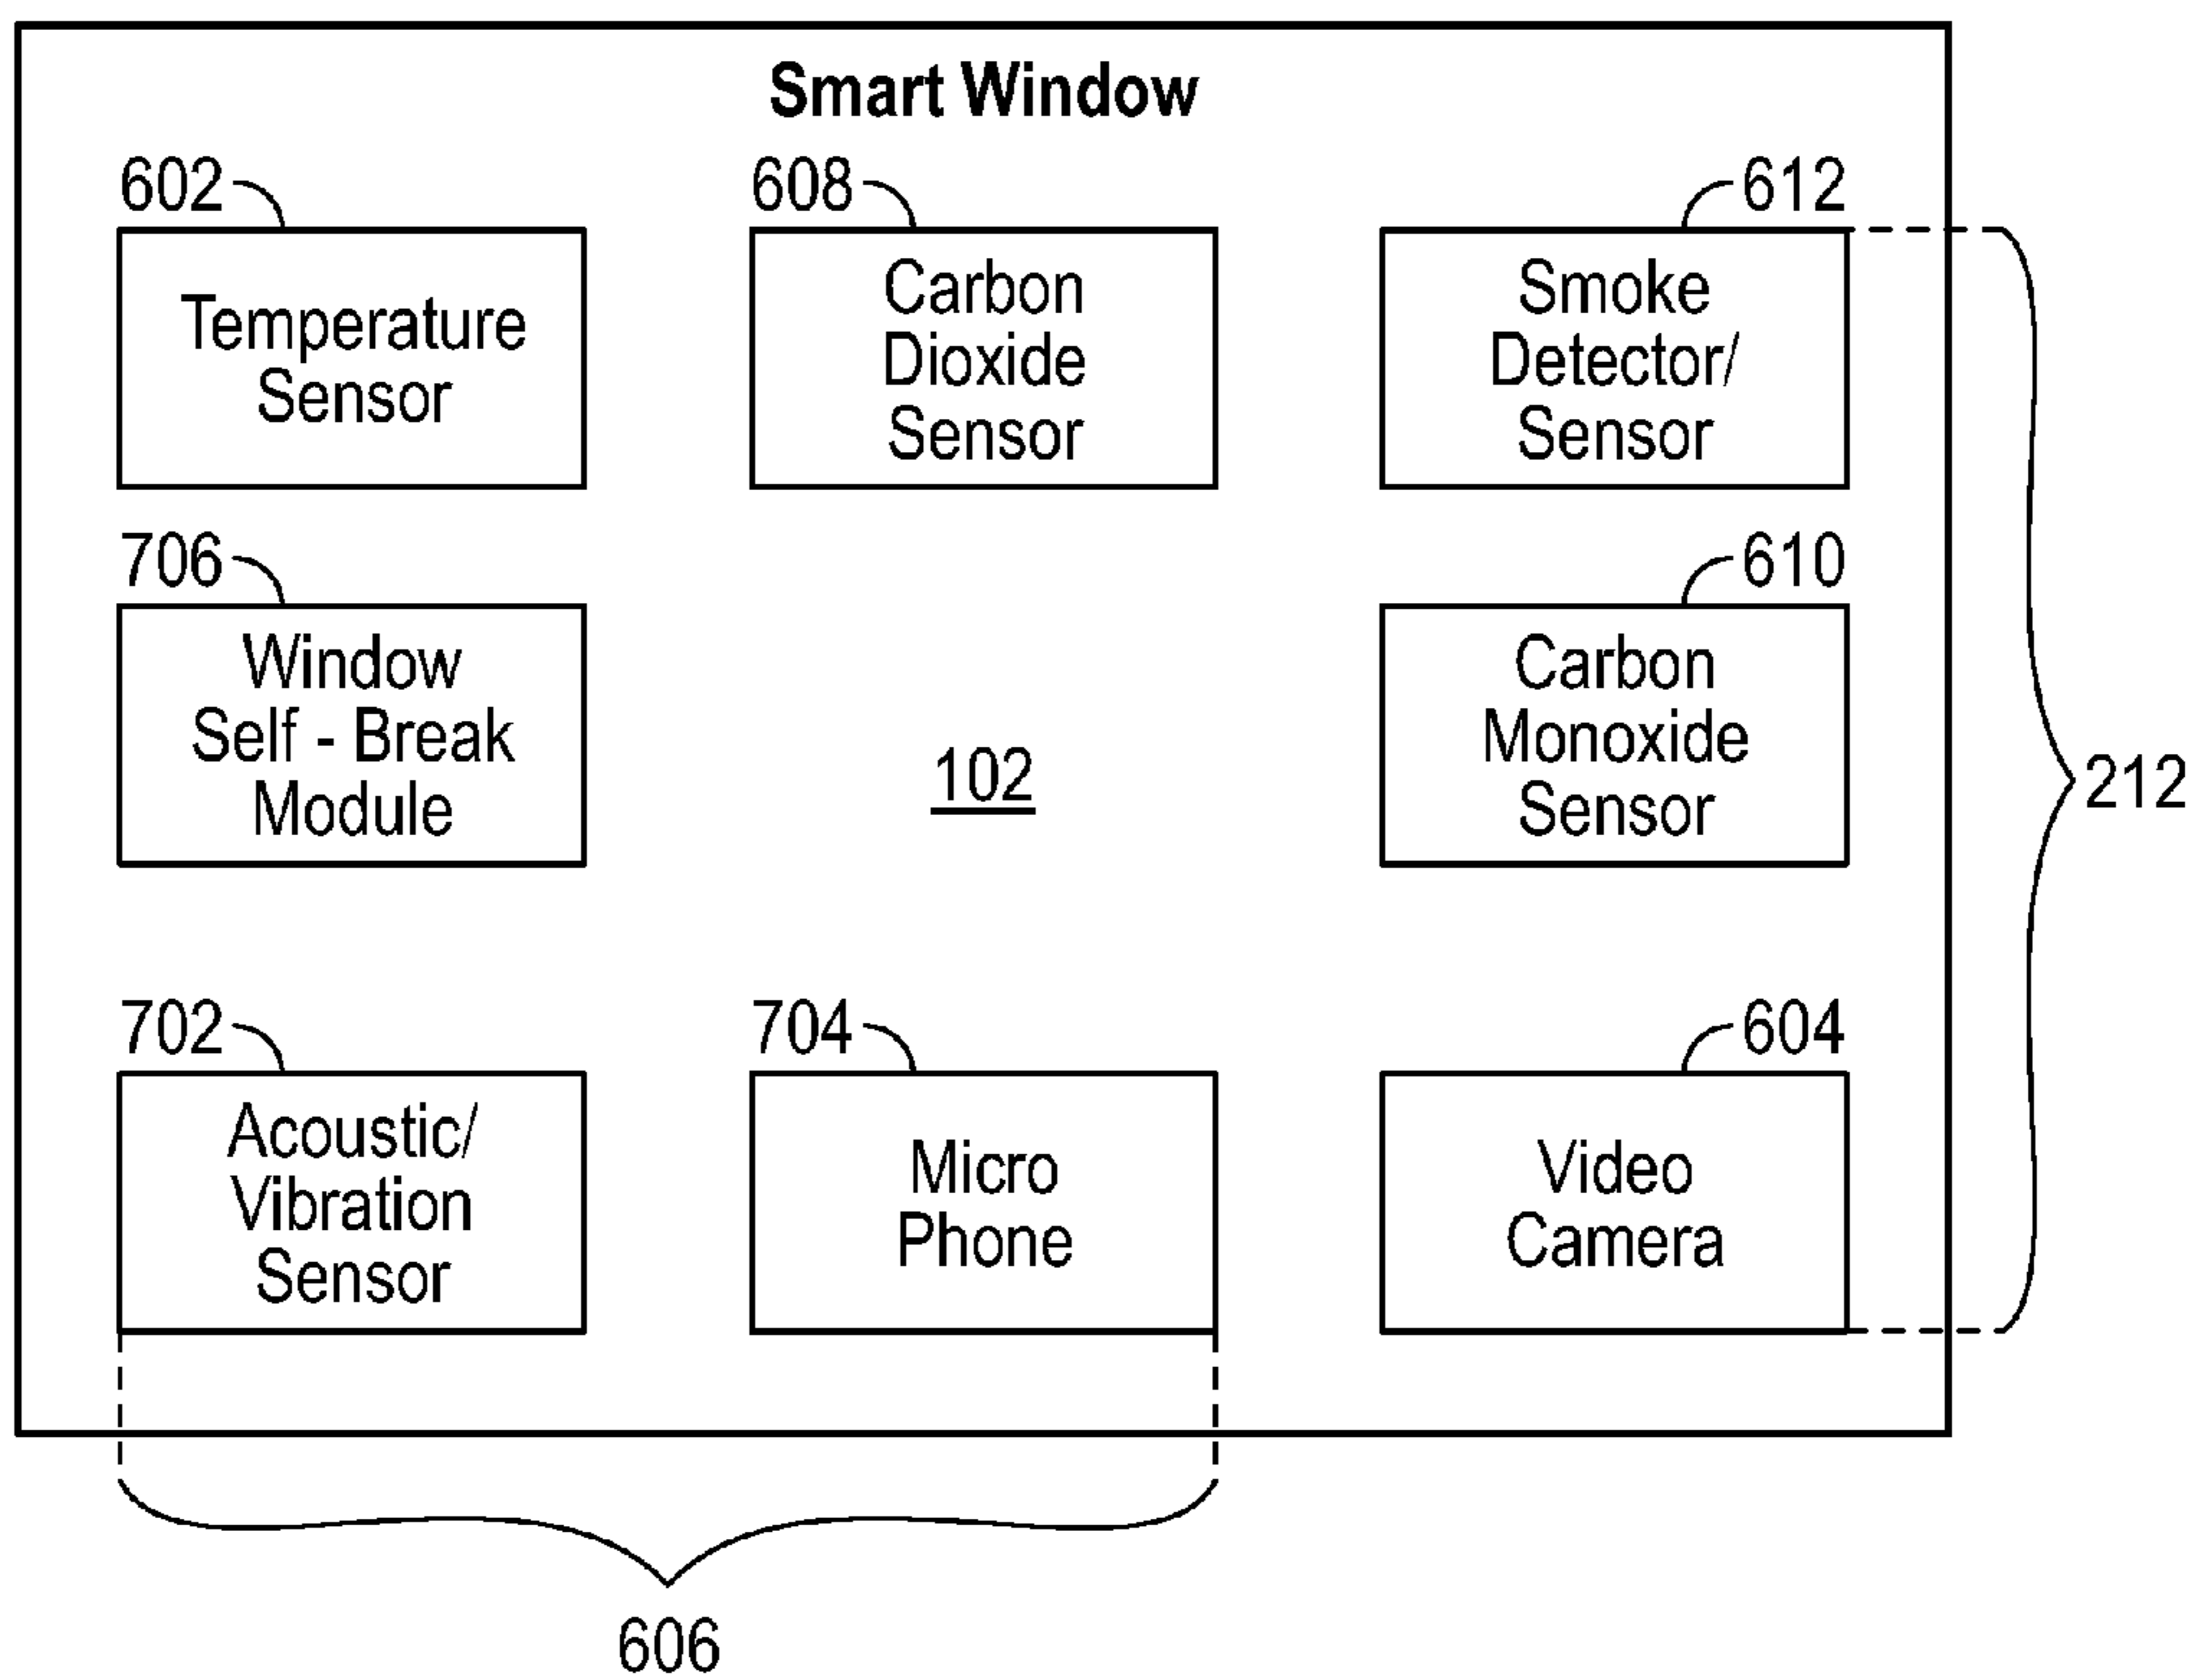 Smart Window
602
608
612
Temperature
Sensor
Carbon
Dioxide
Sensor
Smoke
Detector/
Sensor
706
610
Window
Self - Break
Module
102
Carbon
Monoxide
Sensor
212
702
704
604
Acoustic/
Vibration
Sensor
Micro
Phone
Video
Camera
606